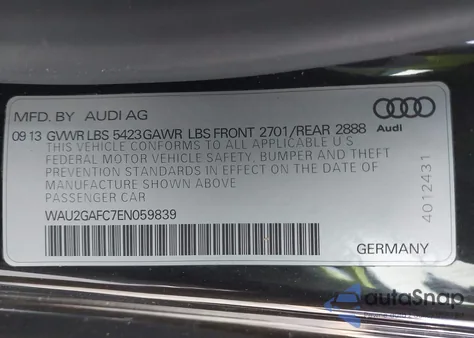 MFD. BY AUDI AG
09 13 GVWR LBS 5423 GAWR LBS FRONT 2701/REAR 2888
Audi
THIS VEHICLE CONFORMS TO ALL APPLICABLE U S
FEDERAL MOTOR VEHICLE SAFETY, BUMPER AND THEFT
PREVENTION STANDARDS IN EFFECT ON THE DATE OF
MANUFACTURE SHOWN ABOVE
PASSENGER CAR
WAU2GAFC7EN059839
4012431
GERMANY
autoSnap